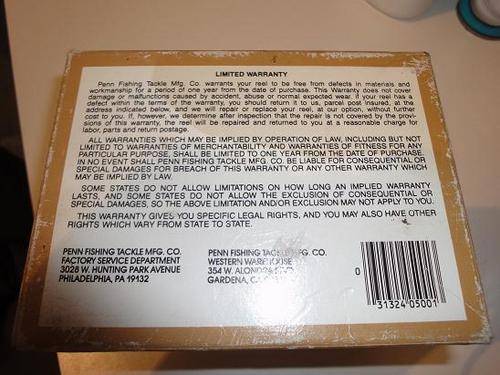 LIMITED WARRANTY
Penn Fishing Tackle Mfg. Co. warrants your reel to be free from defects in materials and
workmanship for a period of one year from the date of purchase. This Warranty does not cover
damage or malfunctions caused by accident, abuse or normal expected wear. If your reel has a
defect within the terms of the warranty, you should return it to us, parcel post insured, at the
address indicated below, and we will repair or replace your reel, at our option, without further
cost to you. If, however, we determine after inspection that the repair is not covered by the provi-
sions of this warranty, the reel will be repaired and returned to you at a reasonable charge for
labor, parts and return postage.
ALL WARRANTIES WHICH MAY BE IMPLIED BY OPERATION OF LAW, INCLUDING BUT NOT
LIMITED TO WARRANTIES OF MERCHANTABILITY AND WARRANTIES OF FITNESS FOR ANY
PARTICULAR PURPOSE, SHALL BE LIMITED TO ONE YEAR FROM THE DATE OF PURCHASE.
IN NO EVENT SHALL PENN FISHING TACKLE MFG. CO. BE LIABLE FOR CONSEQUENTIAL OR
SPECIAL DAMAGES FOR BREACH OF THIS WARRANTY OR ANY OTHER WARRANTY WHICH
MAY BE IMPLIED BY LAW.
SOME STATES DO NOT ALLOW LIMITATIONS ON HOW LONG AN IMPLIED WARRANTY
LASTS, AND SOME STATES DO NOT ALLOW THE EXCLUSION OF CONSEQUENTIAL OR
SPECIAL DAMAGES, SO THE ABOVE LIMITATION AND/OR EXCLUSION MAY NOT APPLY TO YOU.
THIS WARRANTY GIVES YOU SPECIFIC LEGAL RIGHTS, AND YOU MAY ALSO HAVE OTHER
RIGHTS WHICH VARY FROM STATE TO STATE.
PENN FISHING TACKLE MFG. CO.
FACTORY SERVICE DEPARTMENT
3028 W. HUNTING PARK AVENUE
PHILADELPHIA, PA 19132
PENN FISHING TACKLE MFG. CO.
WESTERN WAREHOUSE
354 W. ALONDRA
GARDENA,
0
31324 05001